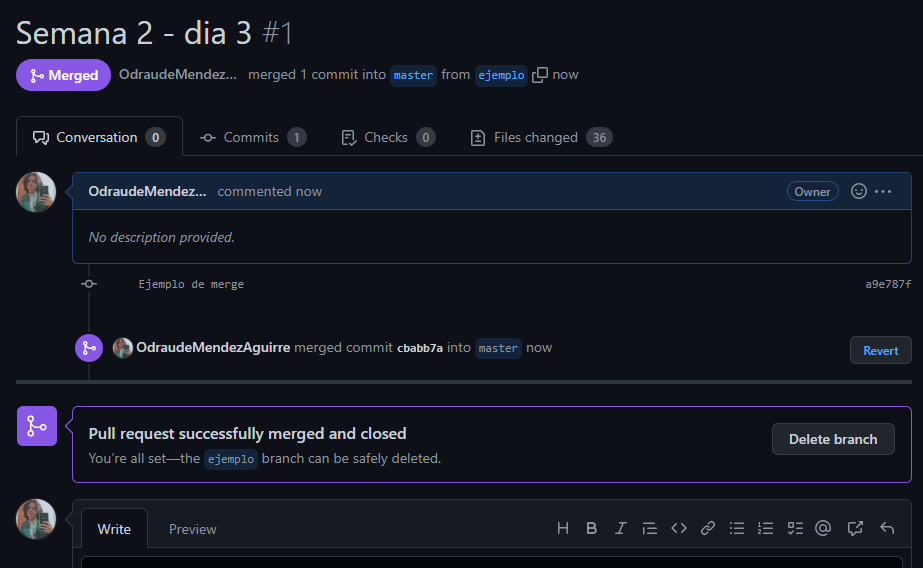 Semana 2 - dia 3 #1
Merged OdraudeMendez... merged 1 commit into master from ejemplo now
Conversation 0 Commits 1 Checks 0 Files changed 36
OdraudeMendez... commented now Owner
No description provided.
Ejemplo de merge a9e787f
OdraudeMendezAguirre merged commit cbabb7a into master now Revert
Pull request successfully merged and closed
You're all set—the ejemplo branch can be safely deleted.
Delete branch
Write Preview